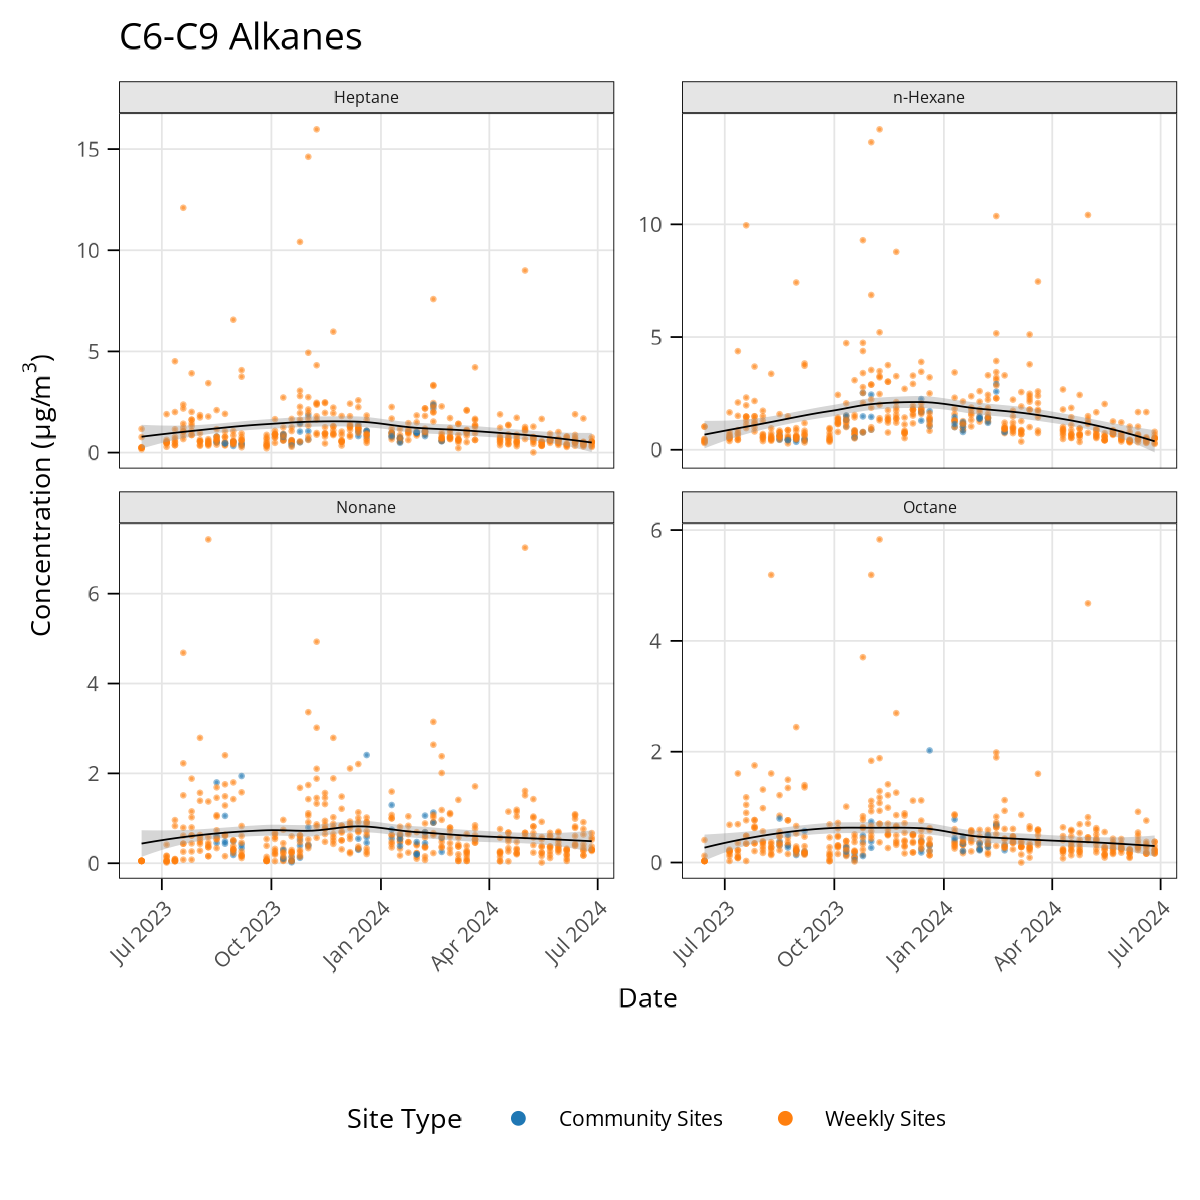 C6-C9 Alkanes
Heptane
n-Hexane
15
10
5
0
10
5
0
Nonane
Octane
6
4
2
0
6
4
2
0
Concentration (µg/m³)
Jul 2023
Oct 2023
Jan 2024
Apr 2024
Jul 2024
Jul 2023
Oct 2023
Jan 2024
Apr 2024
Jul 2024
Date
Site Type
Community Sites
Weekly Sites